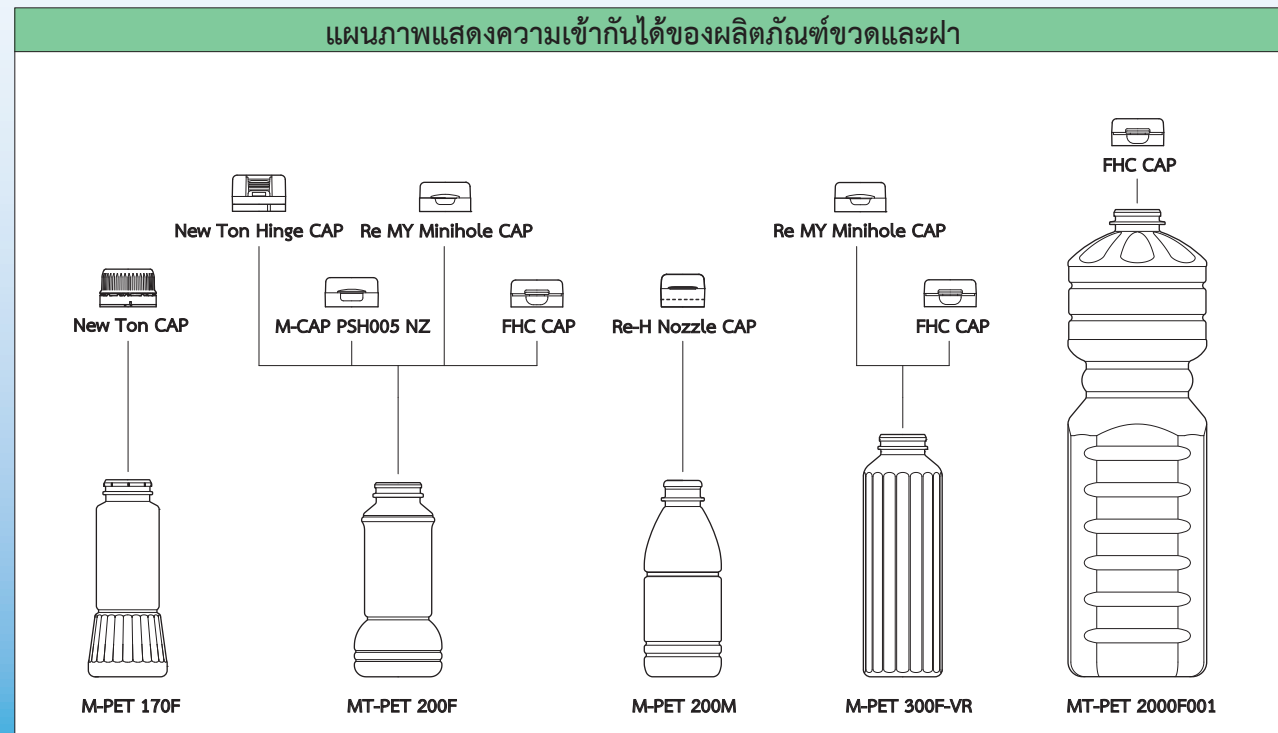 แผนภาพแสดงความเข้ากันได้ของผลิตภัณฑ์ขวดและฝา
FHC CAP
New Ton Hinge CAP
Re MY Minihole CAP
Re MY Minihole CAP
New Ton CAP
M-CAP PSH005 NZ
FHC CAP
Re-H Nozzle CAP
FHC CAP
M-PET 170F
MT-PET 200F
M-PET 200M
M-PET 300F-VR
MT-PET 2000F001